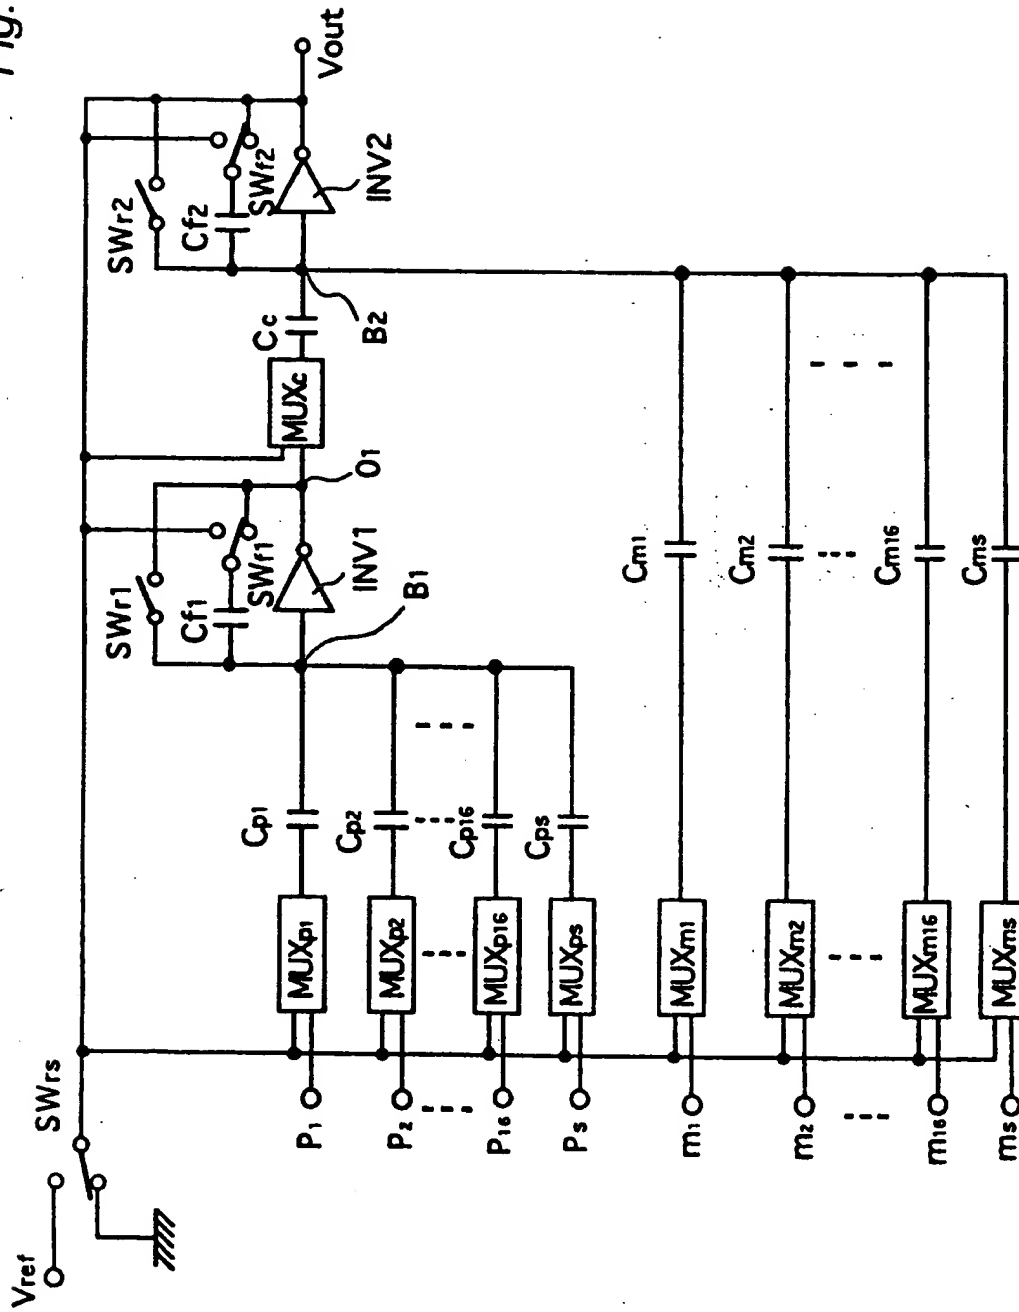 Fig.
Vref
SWrs
SWr1
Cf1
SWf1
INV1
B1
O1
MUXc
Cc
B2
SWr2
Cf2
SWf2
INV2
Vout
P1
MUXp1
Cp1
P2
MUXp2
Cp2
P16
MUXp16
Cp16
Ps
MUXps
Cps
m1
MUXm1
Cm1
m2
MUXm2
Cm2
m16
MUXm16
Cm16
ms
MUXms
Cms